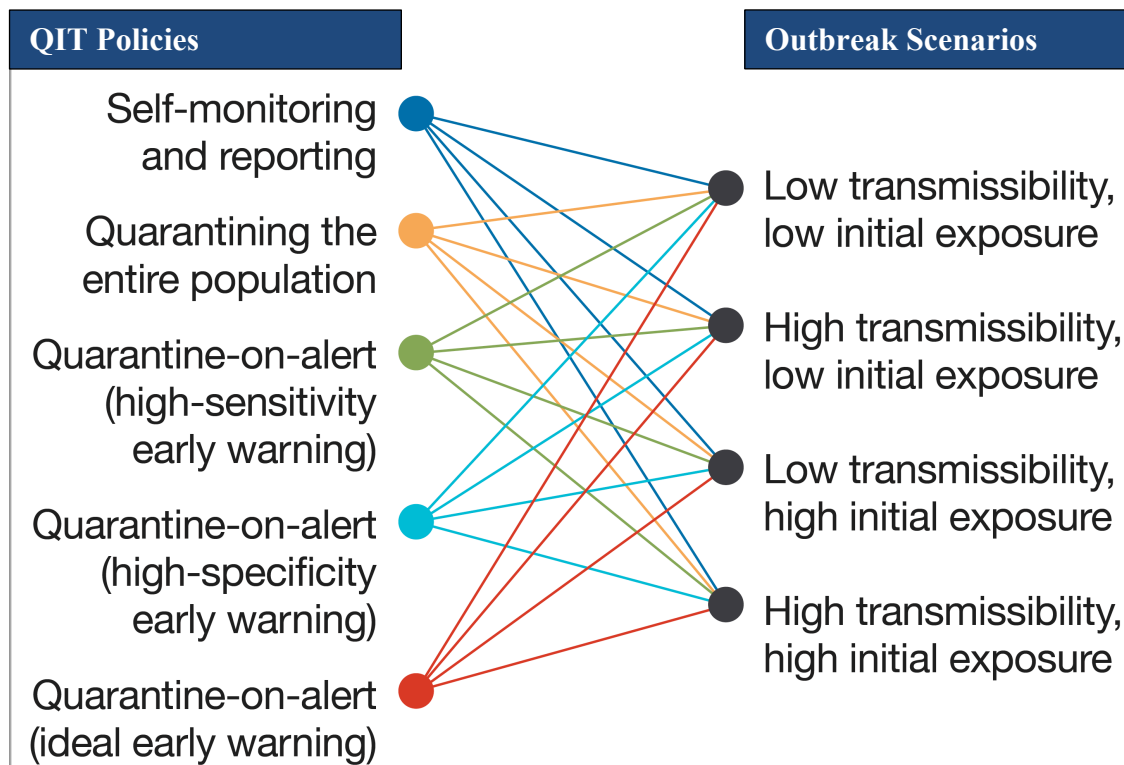 QIT Policies
Self-monitoring
and reporting
Quarantining the
entire population
Quarantine-on-alert
(high-sensitivity
early warning)
Quarantine-on-alert
(high-specificity
early warning)
Quarantine-on-alert
(ideal early warning)
Outbreak Scenarios
Low transmissibility,
low initial exposure
High transmissibility,
low initial exposure
Low transmissibility,
high initial exposure
High transmissibility,
high initial exposure